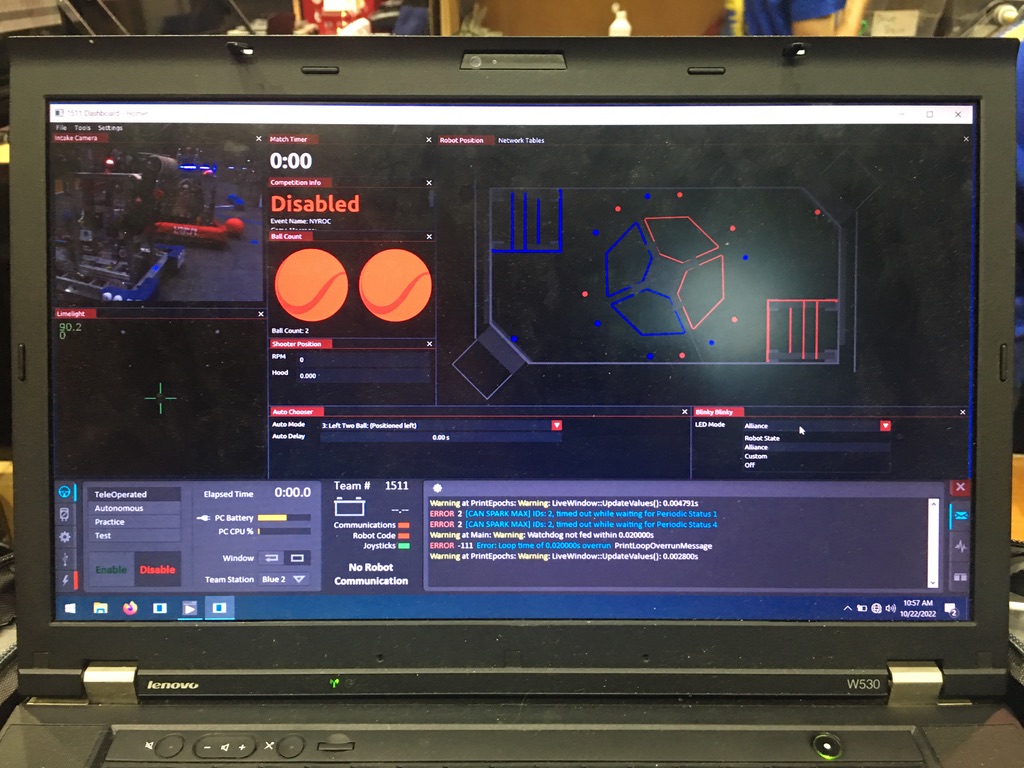 1511 Dashboard - Home
File Tools Settings
Intake Camera
Match Timer
Robot Position
Network Tables
0:00
Competition Info
Disabled
Event Name: NYROC
Ball Count
Ball Count: 2
Limelight
90.2
0
Shooter Position
RPM 0
Hood 0.000
Auto Chooser
Auto Mode 3: Left Two Ball: (Positioned left)
Auto Delay 0.00 s
Blinky Blinky
LED Mode Alliance
Robot State
Alliance
Custom
Off
TeleOperated
Autonomous
Practice
Test
Enable Disable
Elapsed Time 0:00.0
PC Battery
PC CPU %
Window
Team Station Blue 2
Team # 1511
--.--
Communications
Robot Code
Joysticks
No Robot
Communication
Warning at PrintEpochs: Warning: LiveWindow::UpdateValues(): 0.004791s
ERROR 2 [CAN SPARK MAX] IDs: 2, timed out while waiting for Periodic Status 1
ERROR 2 [CAN SPARK MAX] IDs: 2, timed out while waiting for Periodic Status 4
Warning at Main: Warning: Watchdog not fed within 0.020000s
ERROR -111 Error: Loop time of 0.020000s overrun PrintLoopOverrunMessage
Warning at PrintEpochs: Warning: LiveWindow::UpdateValues(): 0.002800s
10:57 AM
10/22/2022
2
lenovo
W530